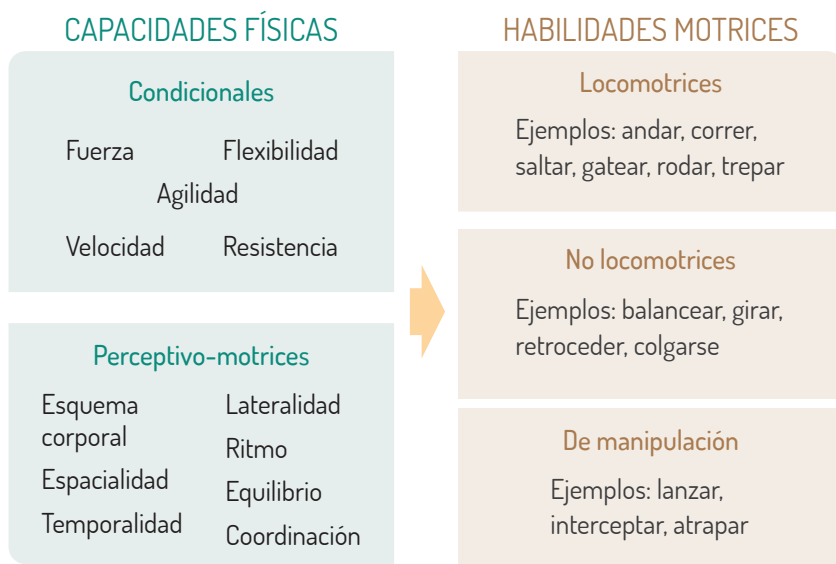 CAPACIDADES FÍSICAS
Condicionales
Fuerza Flexibilidad
Agilidad
Velocidad Resistencia
Perceptivo-motrices
Esquema
corporal
Espacialidad
Temporalidad
Lateralidad
Ritmo
Equilibrio
Coordinación
HABILIDADES MOTRICES
Locomotrices
Ejemplos: andar, correr,
saltar, gatear, rodar, trepar
No locomotrices
Ejemplos: balancear, girar,
retroceder, colgarse
De manipulación
Ejemplos: lanzar,
interceptar, atrapar